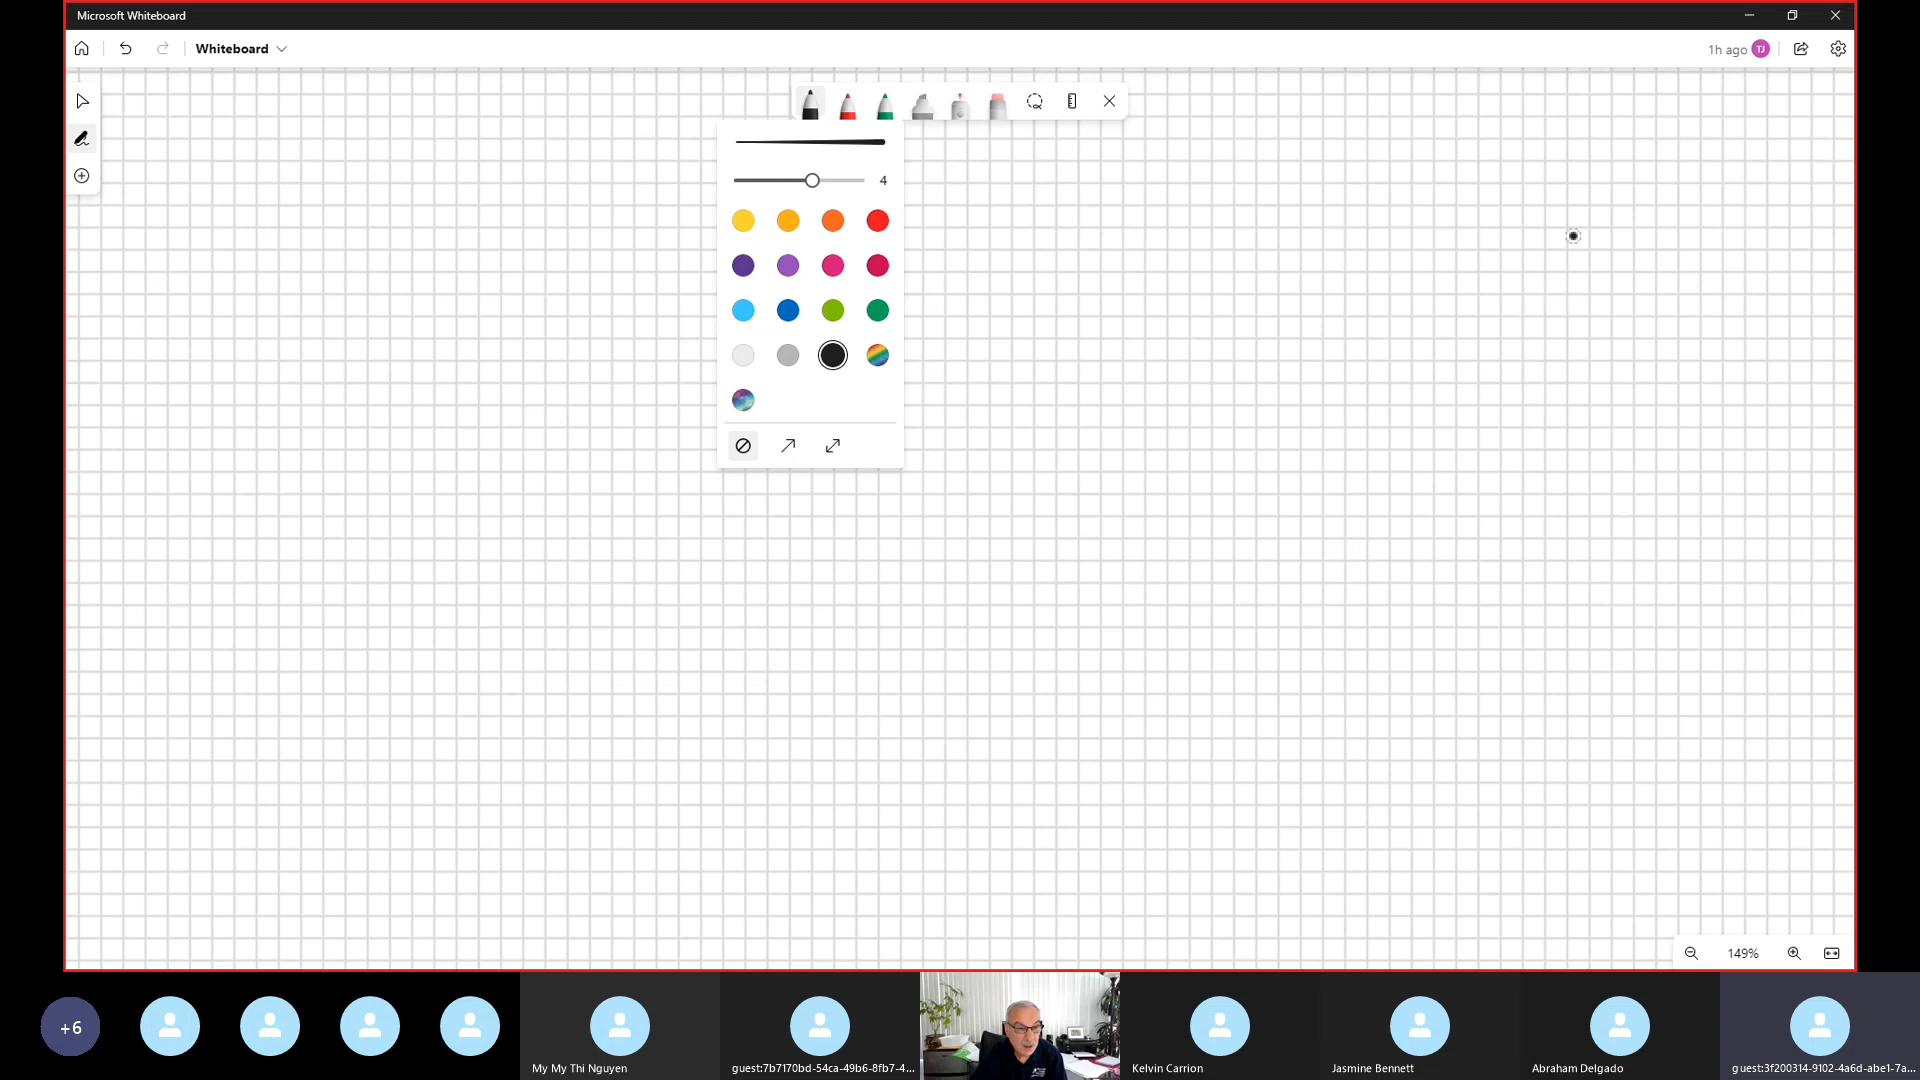 Microsoft Whiteboard
Whiteboard
1h ago
TJ
4
149%
+6
My My Thi Nguyen
guest:7b7170bd-54ca-49b6-8fb7-4...
Kelvin Carrion
Jasmine Bennett
Abraham Delgado
guest:3f200314-9102-4a6d-abe1-7a...